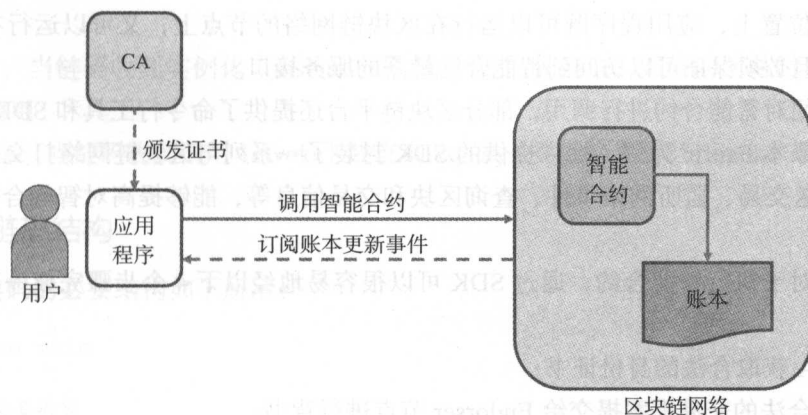 CA
颁发证书
智能
合约
应用
程序
调用智能合约
订阅账本更新事件
用户
账本
区块链网络